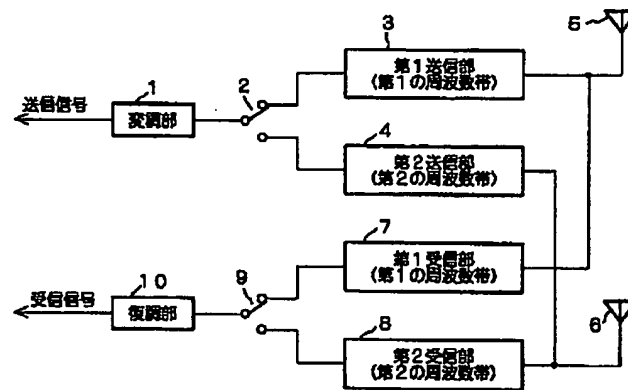 3
5
第1送信部
(第1の周波数帯)
送信信号
1
変調部
2
4
第2送信部
(第2の周波数帯)
7
第1受信部
(第1の周波数帯)
受信信号
10
復調部
9
8
第2受信部
(第2の周波数帯)
6